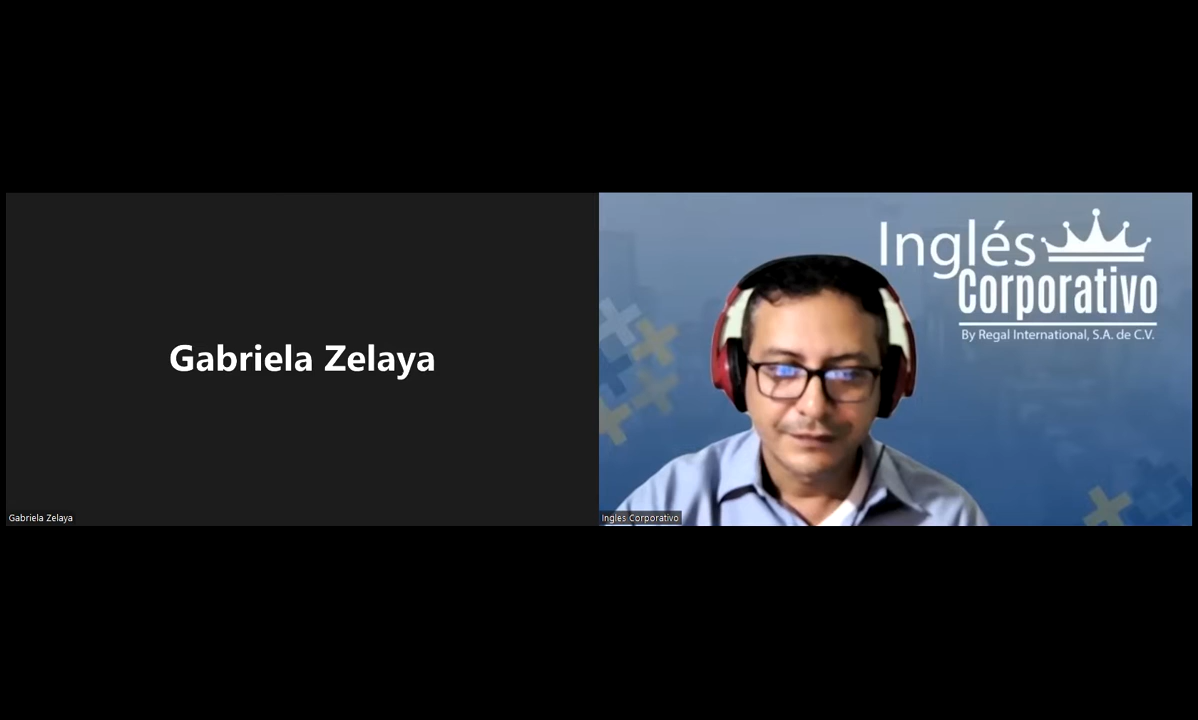 Gabriela Zelaya
Gabriela Zelaya
Inglés
Corporativo
By Regal International, S.A. de C.V.
Ingles Corporativo